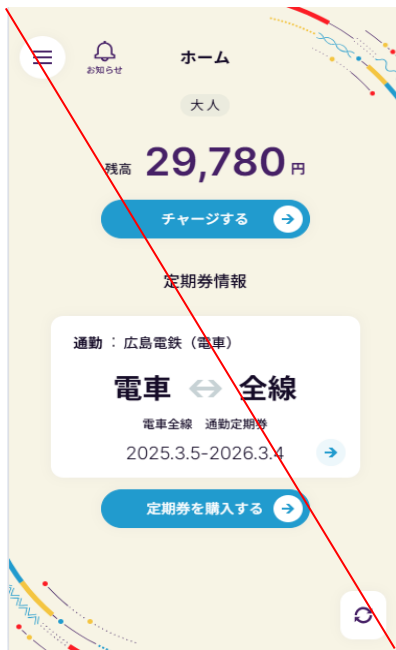 お知らせ
ホーム
大人
残高 29,780 円
チャージする
定期券情報
通勤 : 広島電鉄（電車）
電車 ⇔ 全線
電車全線 通勤定期券
2025.3.5-2026.3.4
定期券を購入する